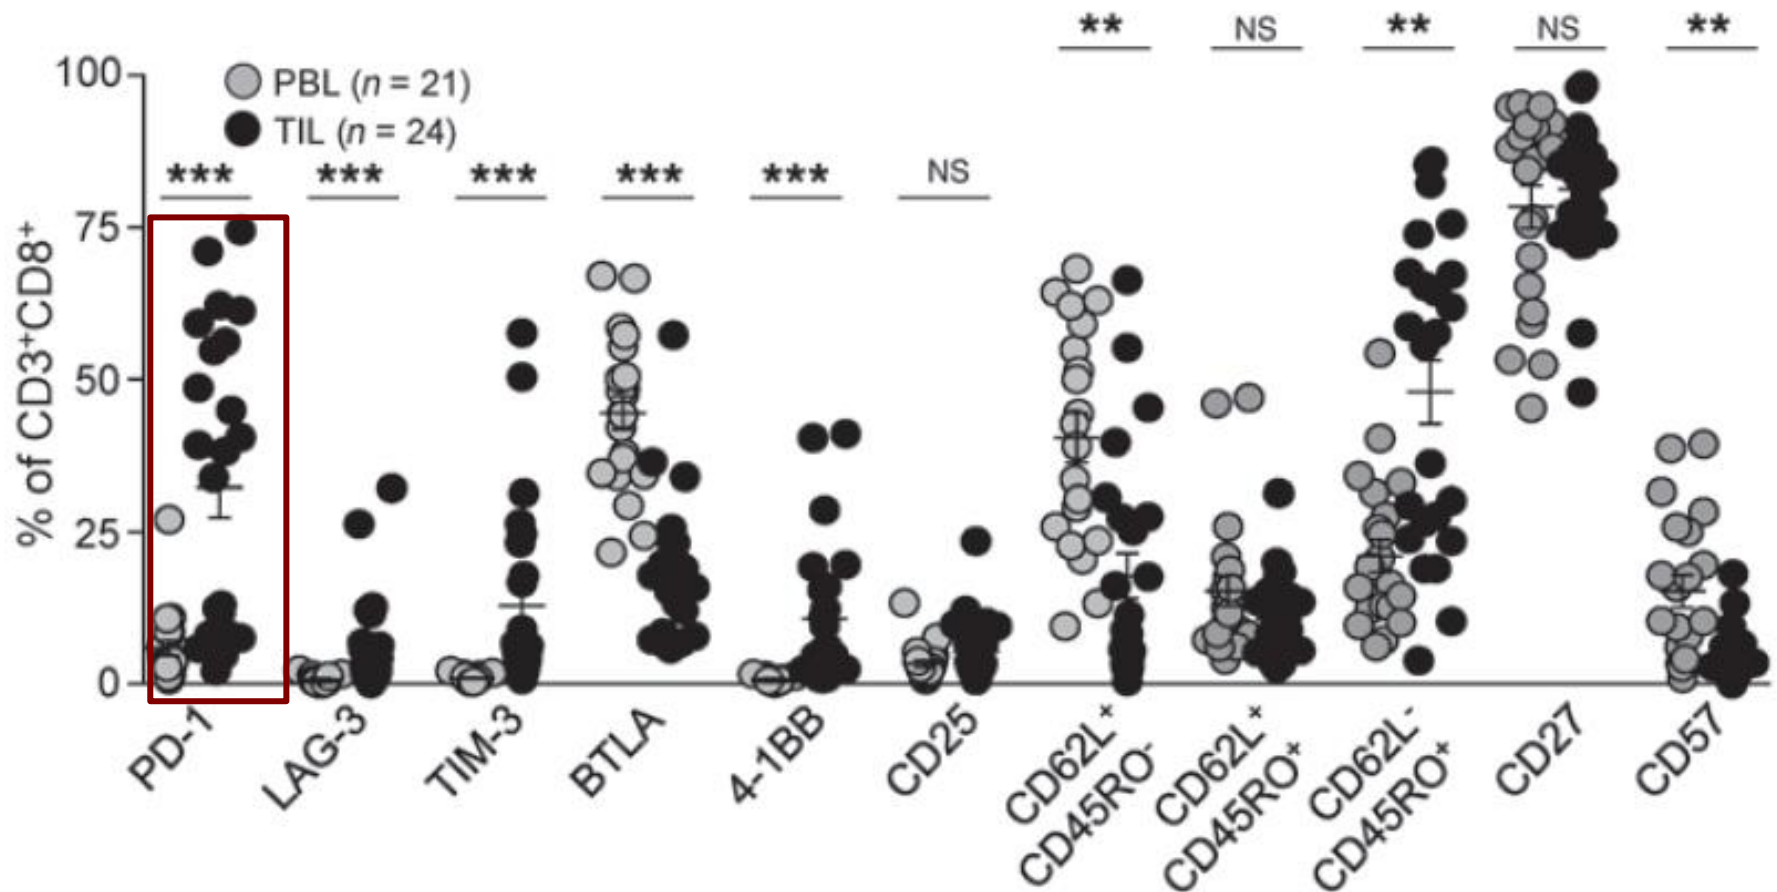 ** NS ** NS **
100
PBL (n = 21)
TIL (n = 24)
*** *** *** *** *** NS
75
50
25
0
% of CD3⁺CD8⁺
PD-1
LAG-3
TIM-3
BTLA
4-1BB
CD25
CD62L⁺
CD45RO⁻
CD62L⁺
CD45RO⁺
CD62L⁻
CD45RO⁺
CD27
CD57